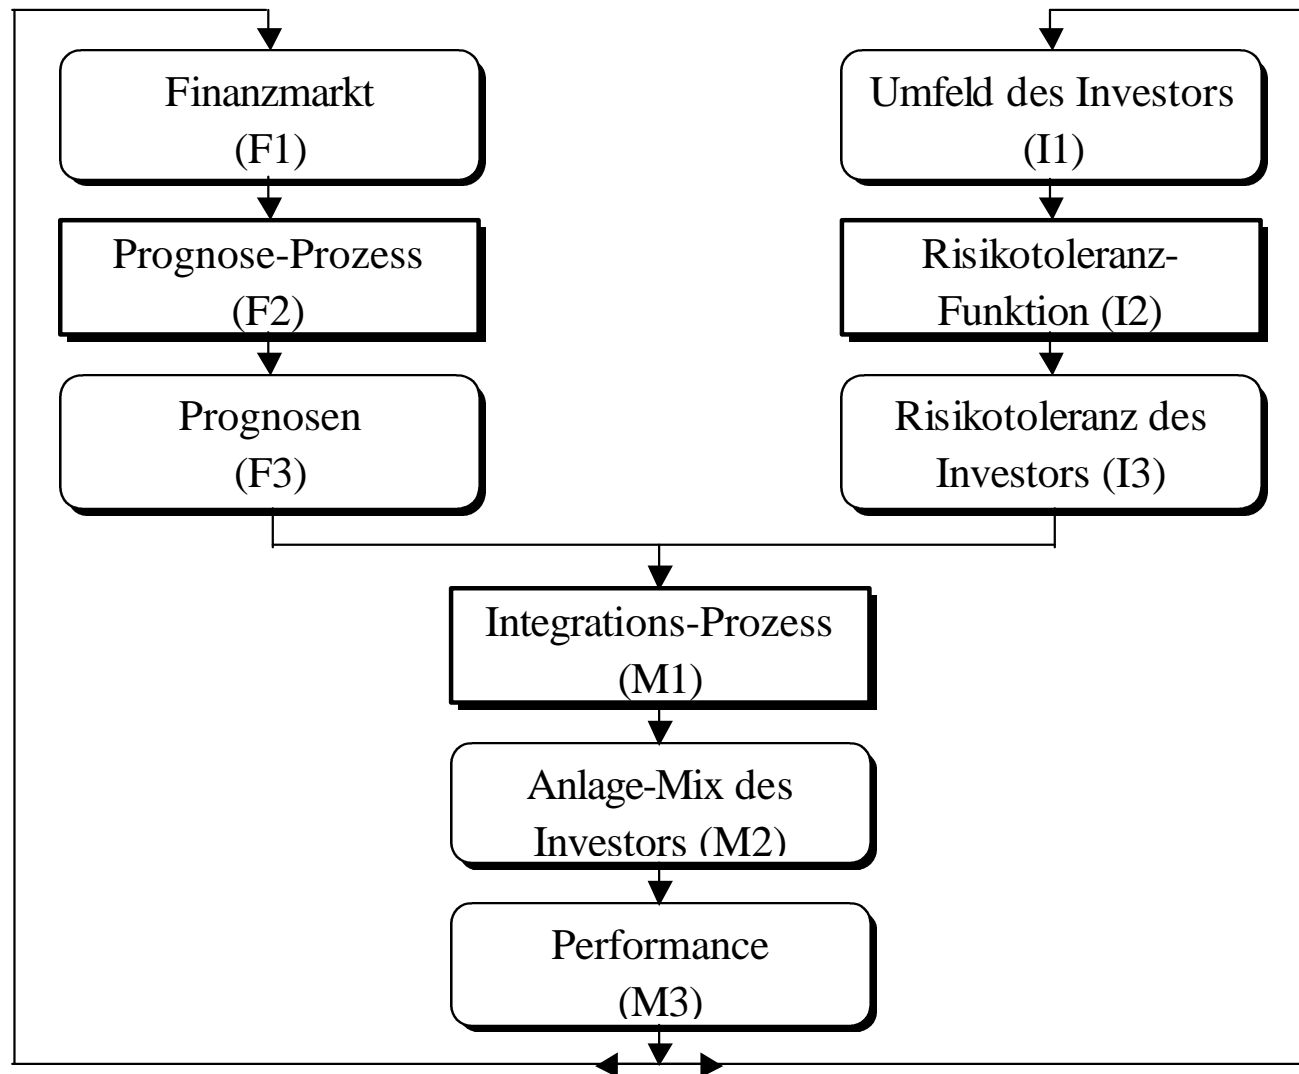 Finanzmarkt
(F1)
Prognose-Prozess
(F2)
Prognosen
(F3)
Umfeld des Investors
(I1)
Risikotoleranz-
Funktion (I2)
Risikotoleranz des
Investors (I3)
Integrations-Prozess
(M1)
Anlage-Mix des
Investors (M2)
Performance
(M3)